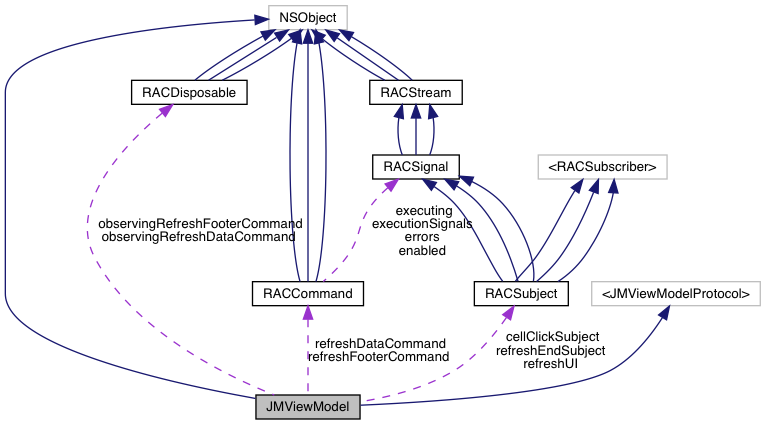 NSObject
RACDisposable
RACStream
RACSignal
<RACSubscriber>
observingRefreshFooterCommand
observingRefreshDataCommand
executing
executionSignals
errors
enabled
RACCommand
RACSubject
<JMViewModelProtocol>
refreshDataCommand
refreshFooterCommand
cellClickSubject
refreshEndSubject
refreshUI
JMViewModel